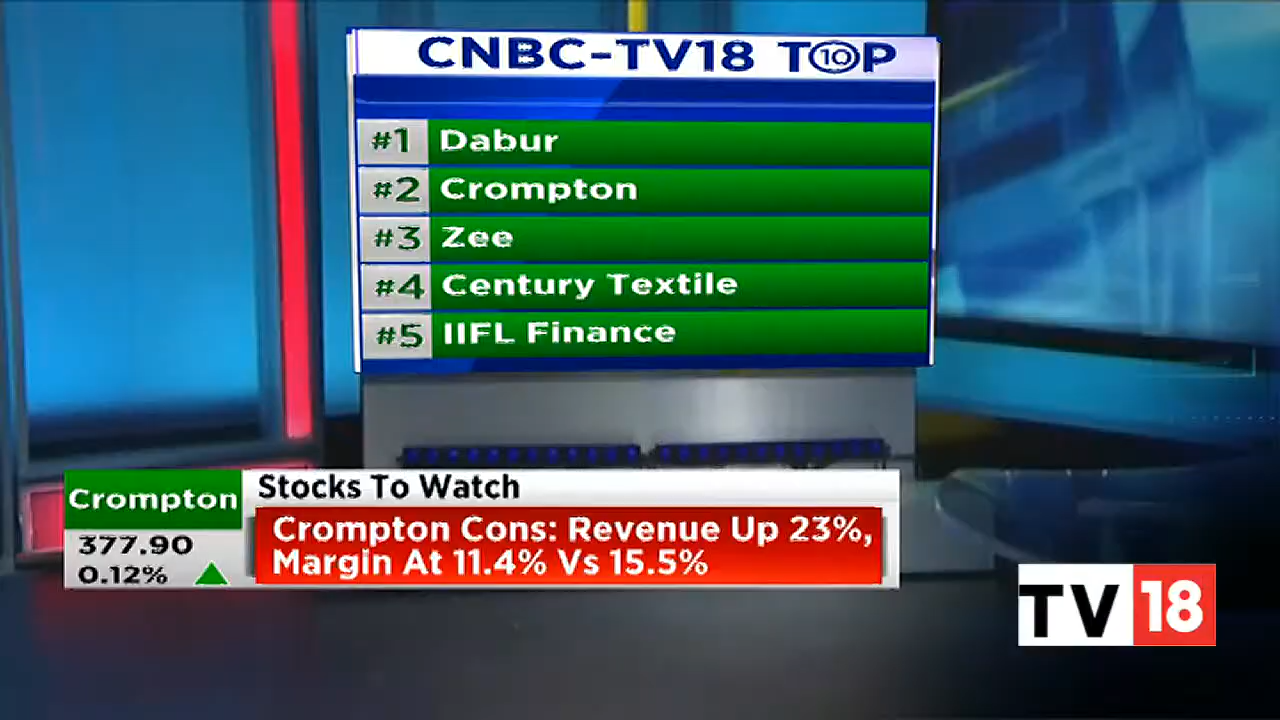 CNBC-TV18 TOP 10
#1 Dabur
#2 Crompton
#3 Zee
#4 Century Textile
#5 IIFL Finance
Crompton
377.90
0.12%
Stocks To Watch
Crompton Cons: Revenue Up 23%,
Margin At 11.4% Vs 15.5%
TV18